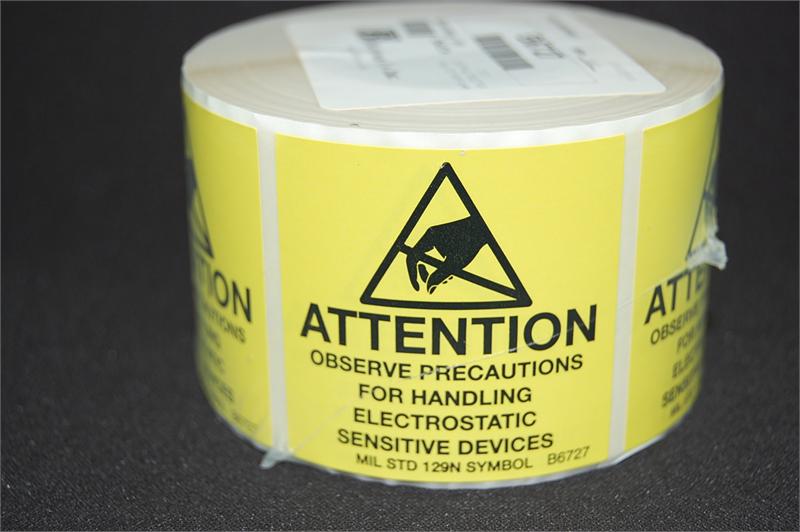 ATTENTION
OBSERVE PRECAUTIONS
FOR HANDLING
ELECTROSTATIC
SENSITIVE DEVICES
MIL STD 129N SYMBOL B6727